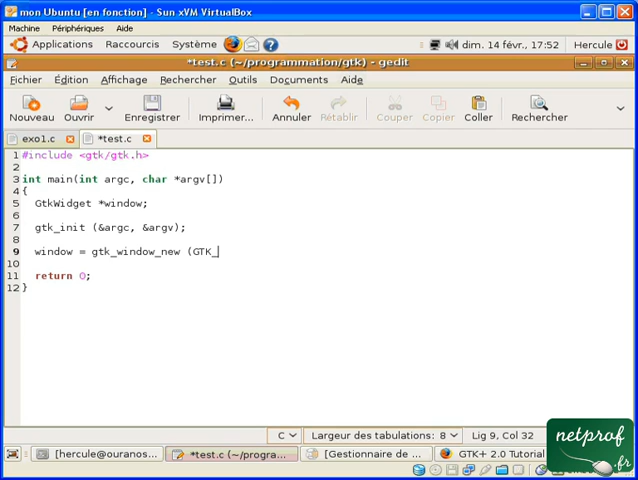 mon Ubuntu [en fonction] - Sun xVM VirtualBox
Machine Périphériques Aide
Applications Raccourcis Système dim. 14 févr., 17:52 Hercule
*test.c (~/programmation/gtk) - gedit
Fichier Édition Affichage Rechercher Outils Documents Aide
Nouveau Ouvrir Enregistrer Imprimer... Annuler Rétablir Couper Copier Coller Rechercher
exo1.c *test.c
1 #include <gtk/gtk.h>
2
3 int main(int argc, char *argv[])
4 {
5 GtkWidget *window;
6
7 gtk_init (&argc, &argv);
8
9 window = gtk_window_new (GTK_
10
11 return 0;
12 }
C Largeur des tabulations: 8 Lig 9, Col 32
[hercule@ouranos... *test.c (~/progra... [Gestionnaire de ... GTK+ 2.0 Tutorial
netprof
.fr